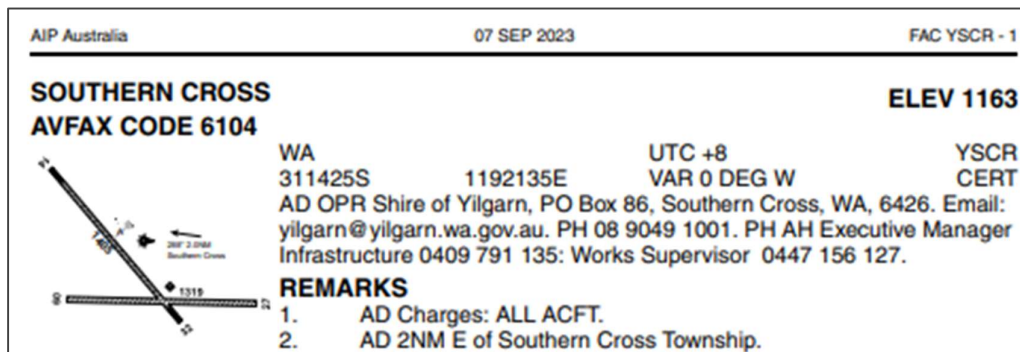 AIP Australia 07 SEP 2023 FAC YSCR - 1
SOUTHERN CROSS ELEV 1163
AVFAX CODE 6104
WA UTC +8 YSCR
311425S 1192135E VAR 0 DEG W CERT
AD OPR Shire of Yilgarn, PO Box 86, Southern Cross, WA, 6426. Email:
yilgarn@yilgarn.wa.gov.au. PH 08 9049 1001. PH AH Executive Manager
Infrastructure 0409 791 135: Works Supervisor 0447 156 127.
Southern Cross
1319
09
27
REMARKS
1. AD Charges: ALL ACFT.
2. AD 2NM E of Southern Cross Township.